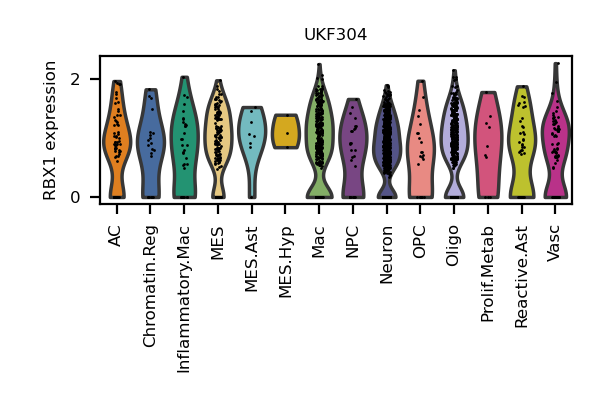 UKF304
RBX1 expression
2
0
AC
Chromatin.Reg
Inflammatory.Mac
MES
MES.Ast
MES.Hyp
Mac
NPC
Neuron
OPC
Oligo
Prolif.Metab
Reactive.Ast
Vasc